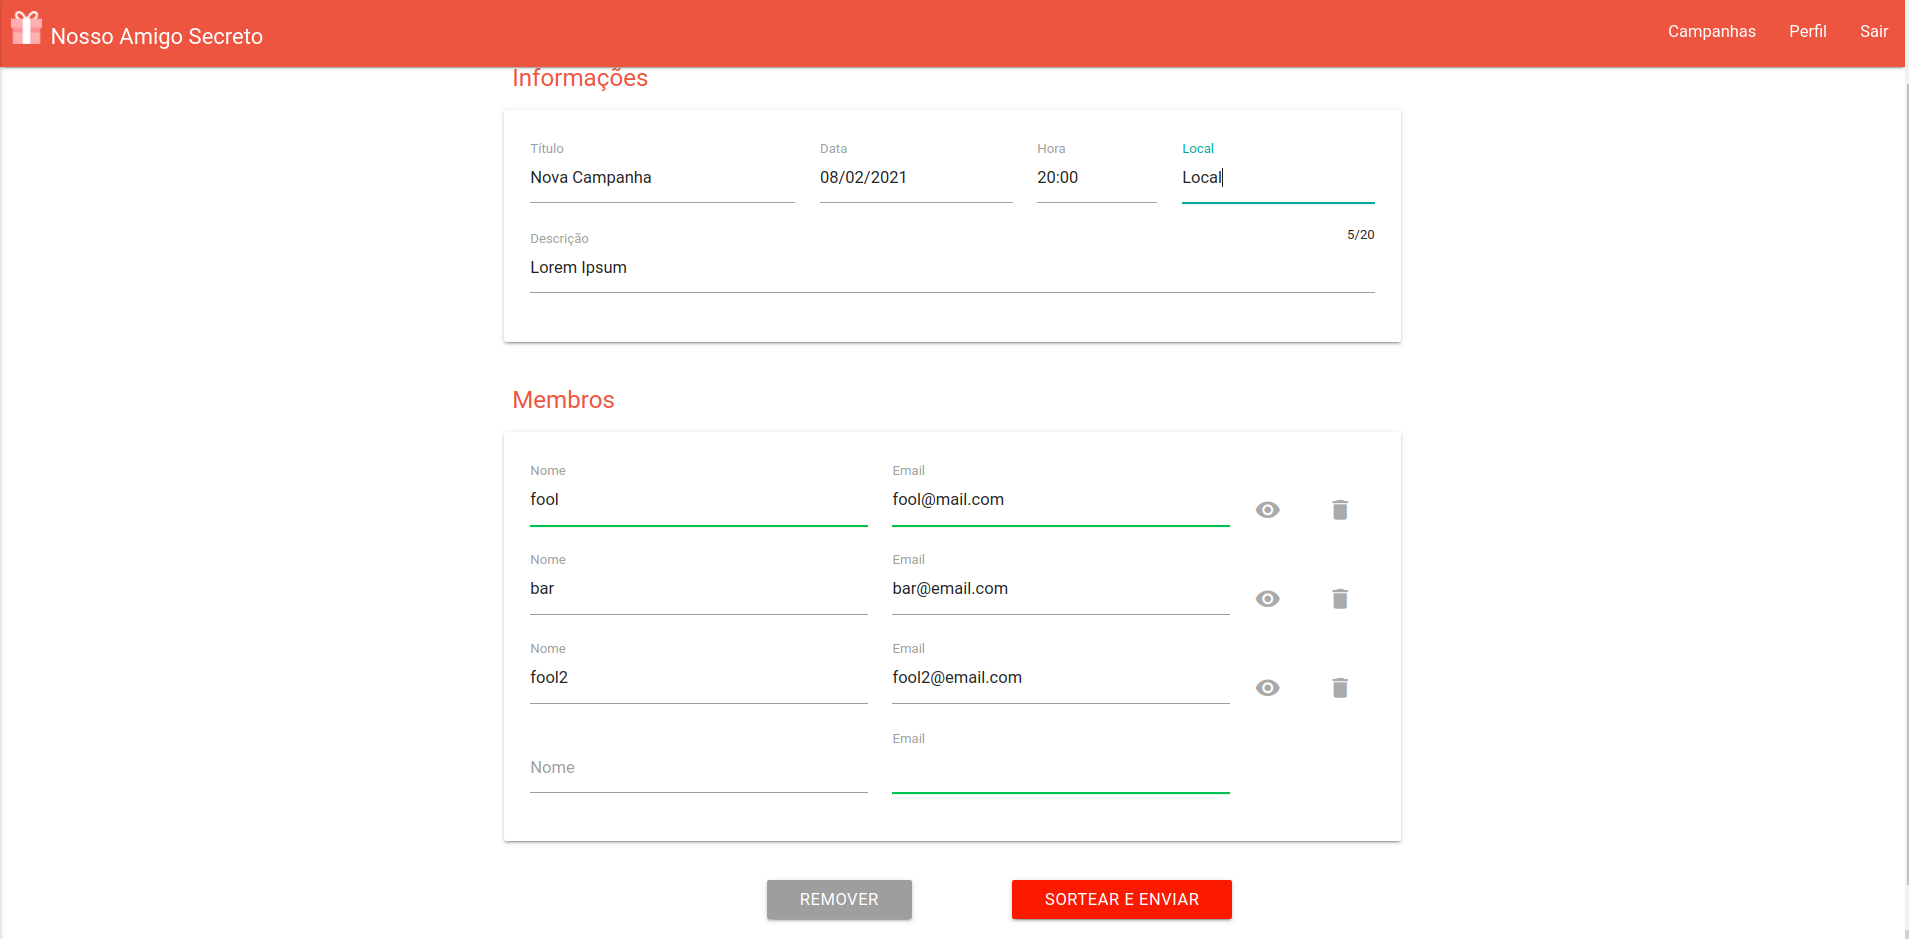 Nosso Amigo Secreto
Campanhas Perfil Sair
Informações
Título Data Hora Local
Nova Campanha 08/02/2021 20:00 Local
Descrição 5/20
Lorem Ipsum
Membros
Nome Email
fool fool@mail.com
Nome Email
bar bar@email.com
Nome Email
fool2 fool2@email.com
Email
Nome
REMOVER SORTEAR E ENVIAR